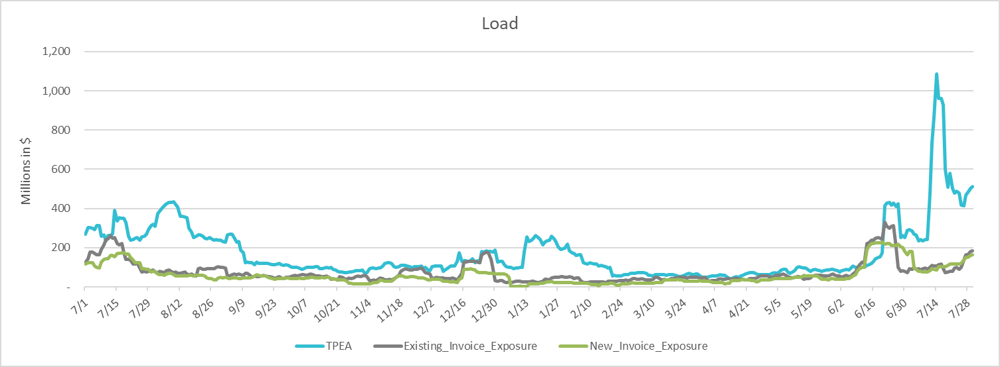 Load
1,200
1,000
800
600
400
200
-
Millions in $
7/1 7/15 7/29 8/12 8/26 9/9 9/23 10/7 10/21 11/4 11/18 12/2 12/16 12/30 1/13 1/27 2/10 2/24 3/10 3/24 4/7 4/21 5/5 5/19 6/2 6/16 6/30 7/14 7/28
TPEA Existing_Invoice_Exposure New_Invoice_Exposure